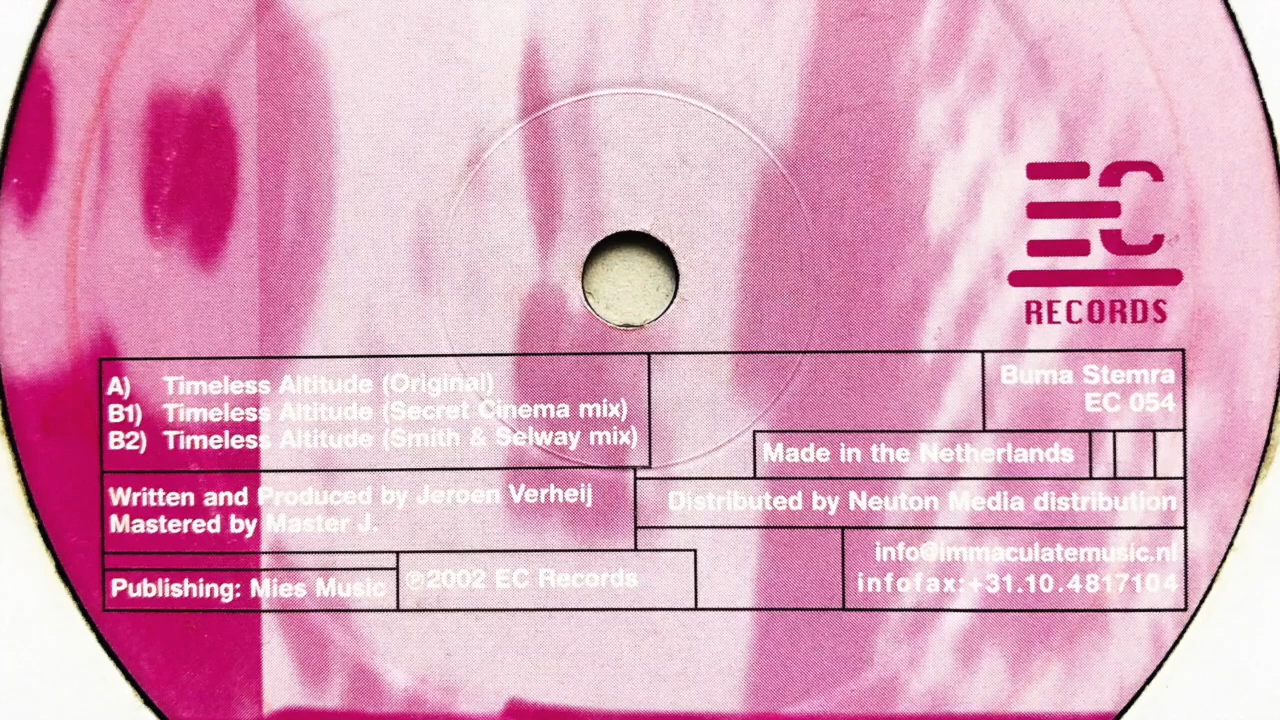 EC
RECORDS
A) Timeless Altitude (Original)
B1) Timeless Altitude (Secret Cinema mix)
B2) Timeless Altitude (Smith & Selway mix)
Written and Produced by Jeroen Verheij
Mastered by Master J.
Publishing: Mies Music
℗2002 EC Records
Buma Stemra
EC 054
Made in the Netherlands
Distributed by Neuton Media distribution
info@immaculatemusic.nl
infofax:+31.10.4817104